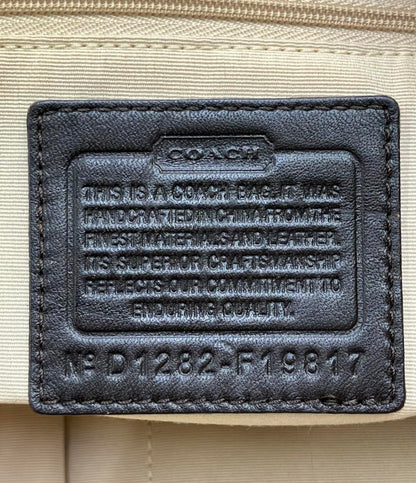 COACH
THIS IS A COACH BAG. IT WAS
HANDCRAFTED IN CHINA FROM THE
FINEST MATERIALS AND LEATHER.
ITS SUPERIOR CRAFTSMANSHIP
REFLECTS OUR COMMITMENT TO
ENDURING QUALITY.
Nº D1282-F19817